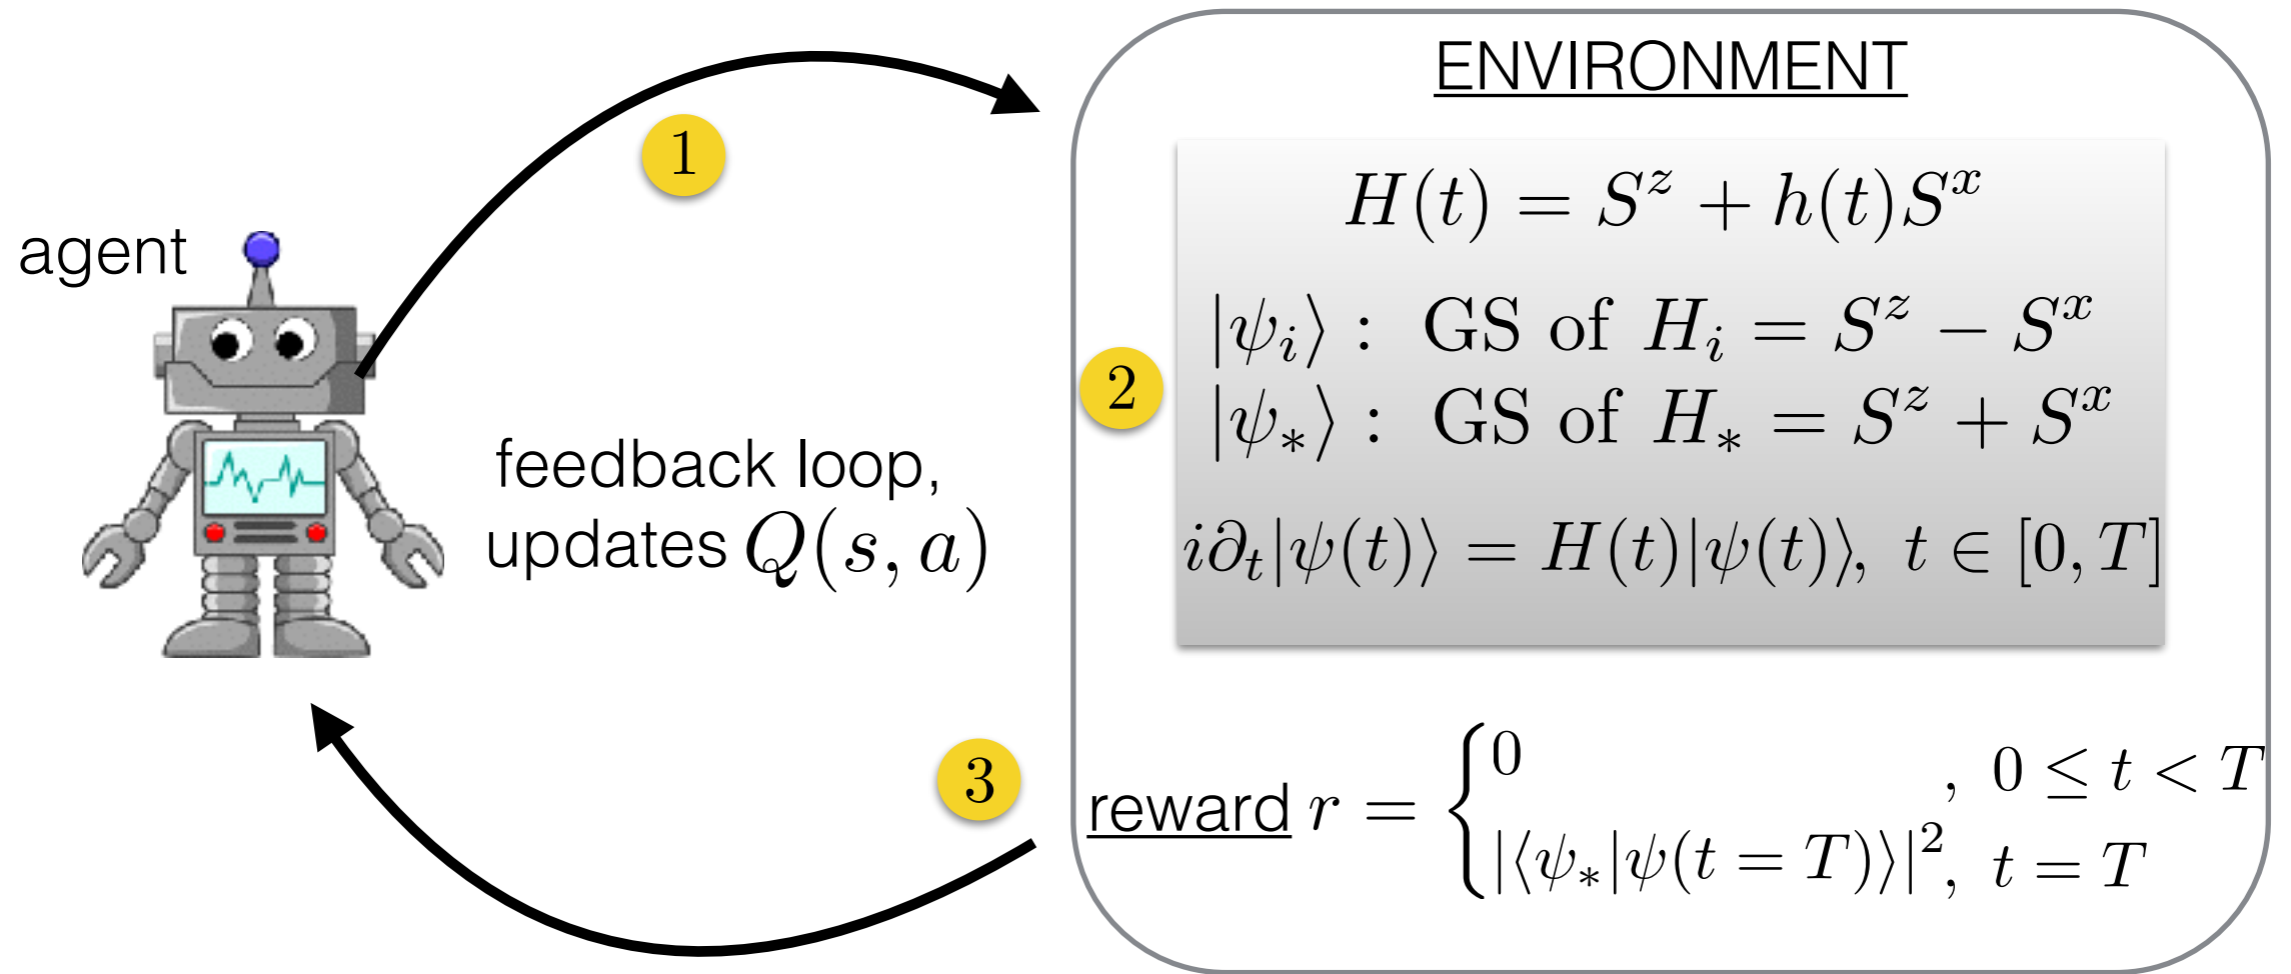 ENVIRONMENT
1
H(t) = S^z + h(t)S^x
agent
|ψ_i⟩ : GS of H_i = S^z − S^x
2
|ψ_*⟩ : GS of H_* = S^z + S^x
feedback loop,
updates Q(s, a)
i∂_t|ψ(t)⟩ = H(t)|ψ(t)⟩, t ∈ [0, T]
3
reward r = { 0 , 0 ≤ t < T
|⟨ψ_*|ψ(t = T)⟩|^2, t = T